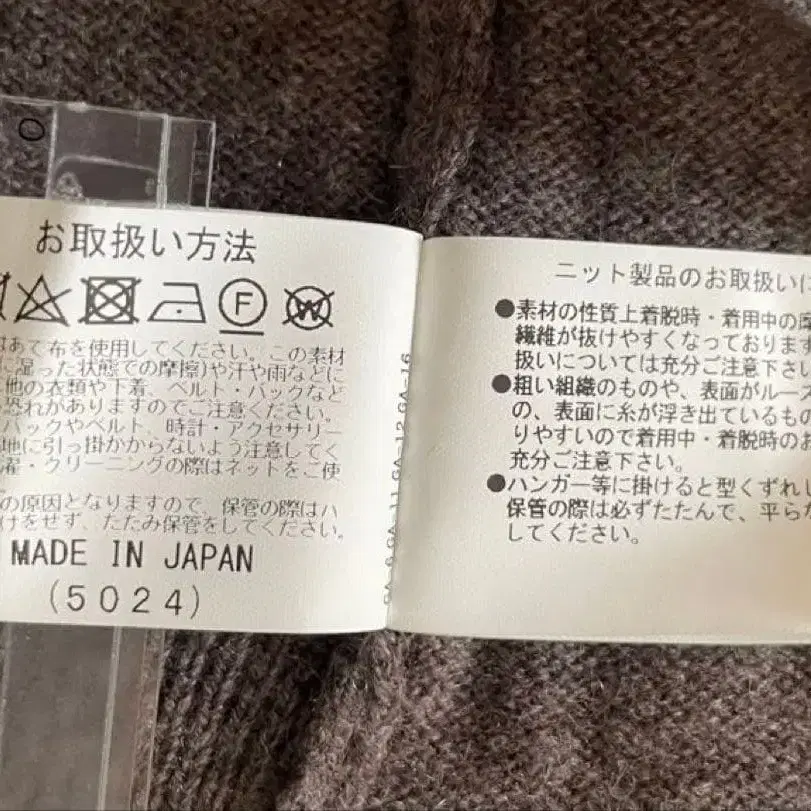 お取扱い方法
F W
はあて布を使用してください。この素材
に湿った状態での摩擦)や汗や雨などに
他の衣類や下着、ベルト・バックなど
恐れがありますのでご注意ください。
バックやベルト、時計・アクセサリー
地に引っ掛かからないよう注意してく
濯・クリーニングの際はネットをご使
の原因となりますので、保管の際はハ
けをせず、たたみ保管をしてください。
MADE IN JAPAN
(5024)
GA-6 GA-11 GA-12 GA-16
ニット製品のお取扱いに
●素材の性質上着脱時・着用中の摩
繊維が抜けやすくなっております
扱いについては充分ご注意下さい
●粗い組織のものや、表面がルー
の、表面に糸が浮き出ているもの
りやすいので着用中・着脱時のお
充分ご注意下さい。
●ハンガー等に掛けると型くずれし
保管の際は必ずたたんで、平らな
してください。